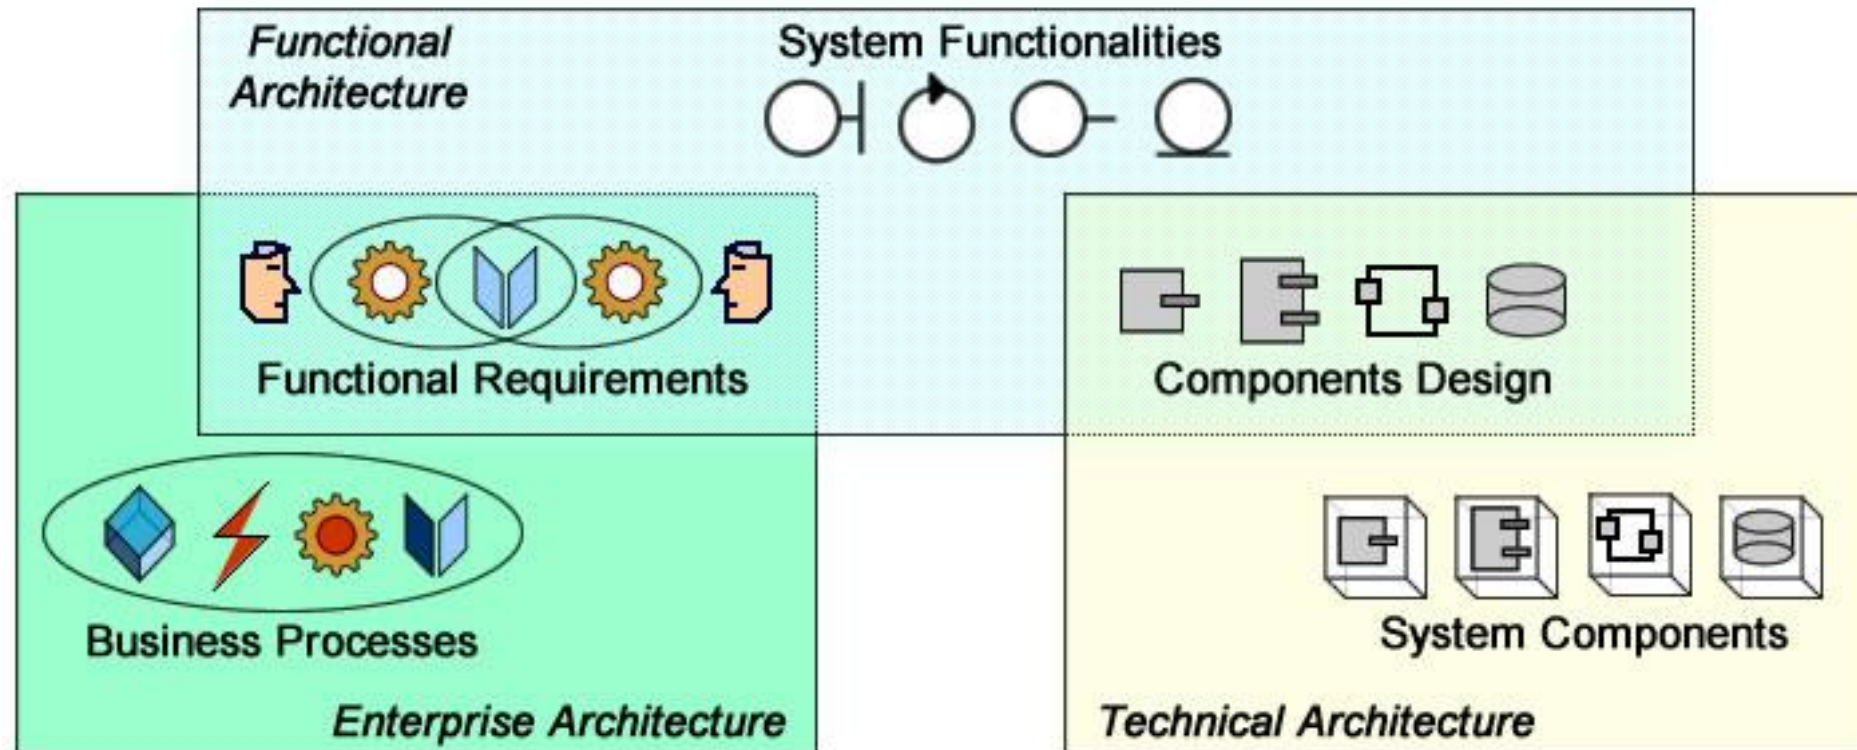 Functional
Architecture
System Functionalities
Functional Requirements
Components Design
Business Processes
System Components
Enterprise Architecture
Technical Architecture